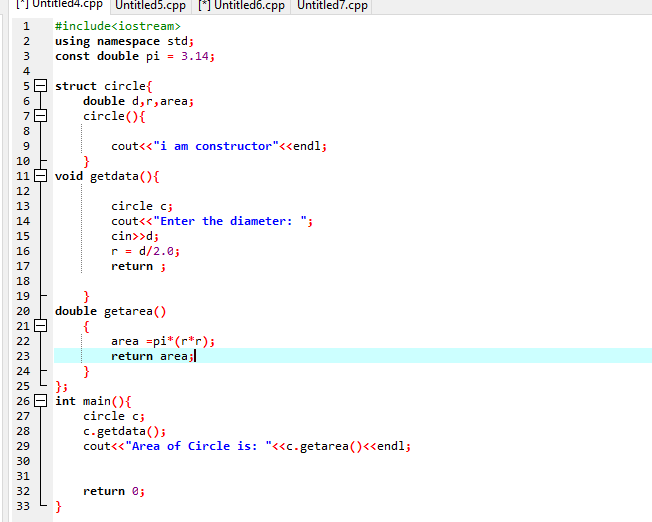 [*] Untitled4.cpp Untitled5.cpp [*] Untitled6.cpp Untitled7.cpp
1 #include<iostream>
2 using namespace std;
3 const double pi = 3.14;
4
5 struct circle{
6 double d,r,area;
7 circle(){
8
9 cout<<"i am constructor"<<endl;
10 }
11 void getdata(){
12
13 circle c;
14 cout<<"Enter the diameter: ";
15 cin>>d;
16 r = d/2.0;
17 return ;
18
19 }
20 double getarea()
21 {
22 area =pi*(r*r);
23 return area;
24 }
25 };
26 int main(){
27 circle c;
28 c.getdata();
29 cout<<"Area of Circle is: "<<c.getarea()<<endl;
30
31
32 return 0;
33 }